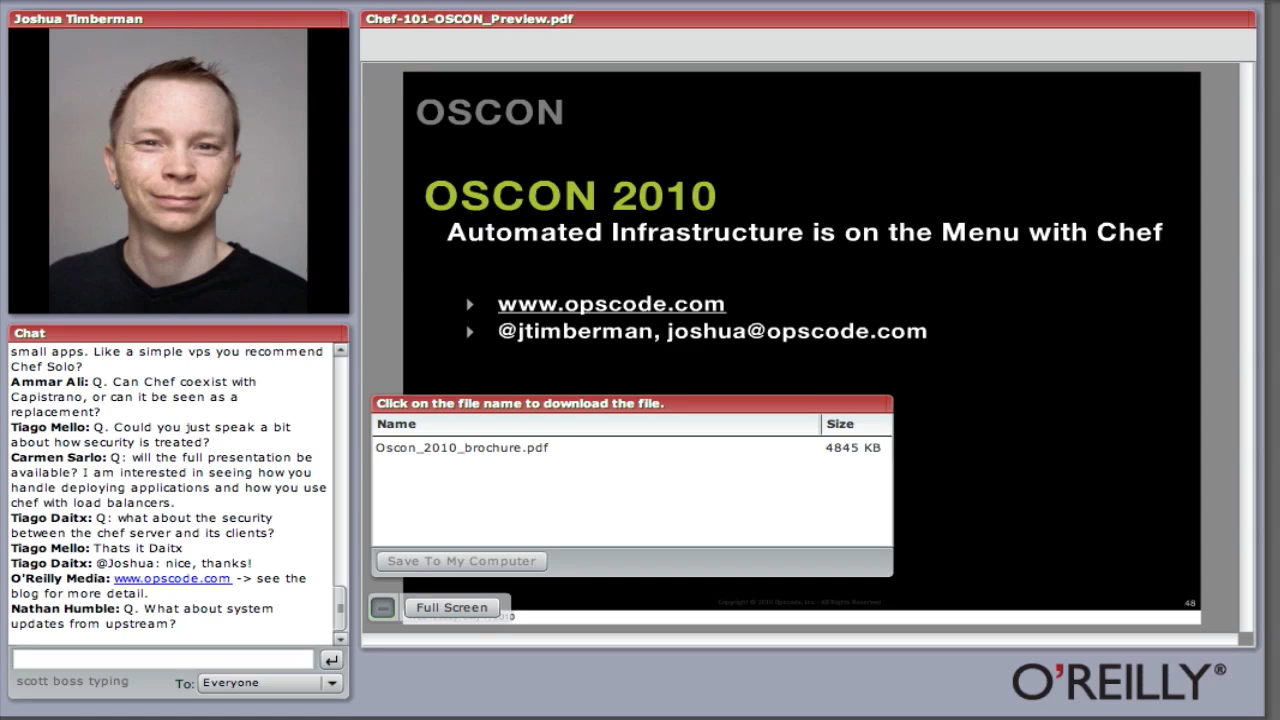 Joshua Timberman
Chat
small apps. Like a simple vps you recommend
Chef Solo?
Ammar Ali: Q. Can Chef coexist with
Capistrano, or can it be seen as a
replacement?
Tiago Mello: Q. Could you just speak a bit
about how security is treated?
Carmen Sarlo: Q: will the full presentation be
available? I am interested in seeing how you
handle deploying applications and how you use
chef with load balancers.
Tiago Daitx: Q: what about the security
between the chef server and its clients?
Tiago Mello: Thats it Daitx
Tiago Daitx: @Joshua: nice, thanks!
O'Reilly Media: www.opscode.com -> see the
blog for more detail.
Nathan Humble: Q. What about system
updates from upstream?
scott boss typing
To: Everyone
Chef-101-OSCON_Preview.pdf
OSCON
OSCON 2010
Automated Infrastructure is on the Menu with Chef
www.opscode.com
@jtimberman, joshua@opscode.com
Click on the file name to download the file.
Name Size
Oscon_2010_brochure.pdf 4845 KB
Save To My Computer
Copyright © 2010 Opscode, Inc - All Rights Reserved
48
Full Screen
O'REILLY®